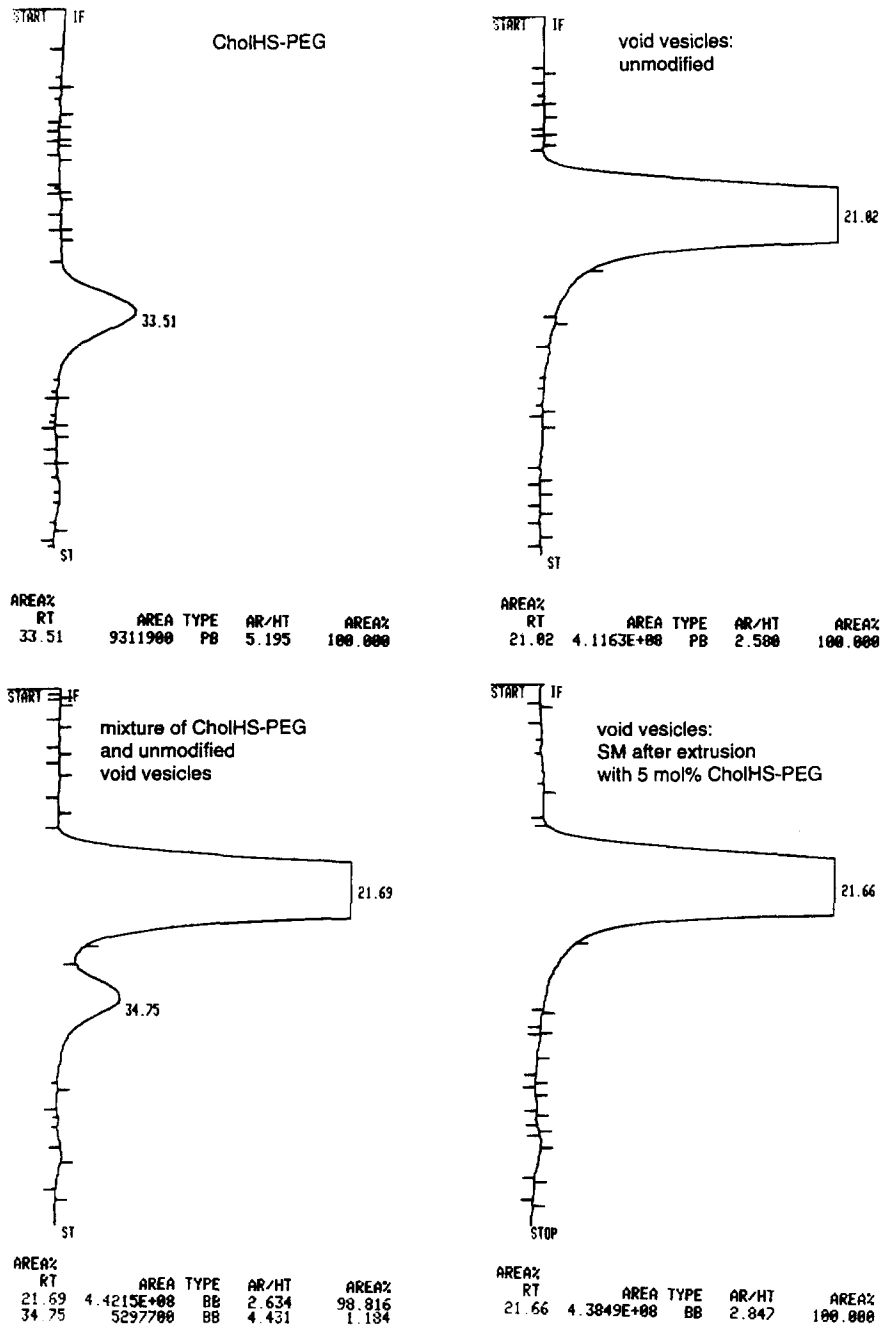 START IF
CholHS-PEG
33.51
ST
AREA%
RT AREA TYPE AR/HT AREA%
33.51 9311900 PB 5.195 100.000
START IF
void vesicles:
unmodified
21.02
ST
AREA%
RT AREA TYPE AR/HT AREA%
21.02 4.1163E+08 PB 2.580 100.000
START IF
mixture of CholHS-PEG
and unmodified
void vesicles
21.69
34.75
ST
AREA%
RT AREA TYPE AR/HT AREA%
21.69 4.4215E+08 BB 2.634 98.816
34.75 5297700 BB 4.431 1.184
START IF
void vesicles:
SM after extrusion
with 5 mol% CholHS-PEG
21.66
STOP
AREA%
RT AREA TYPE AR/HT AREA%
21.66 4.3849E+08 BB 2.847 100.000